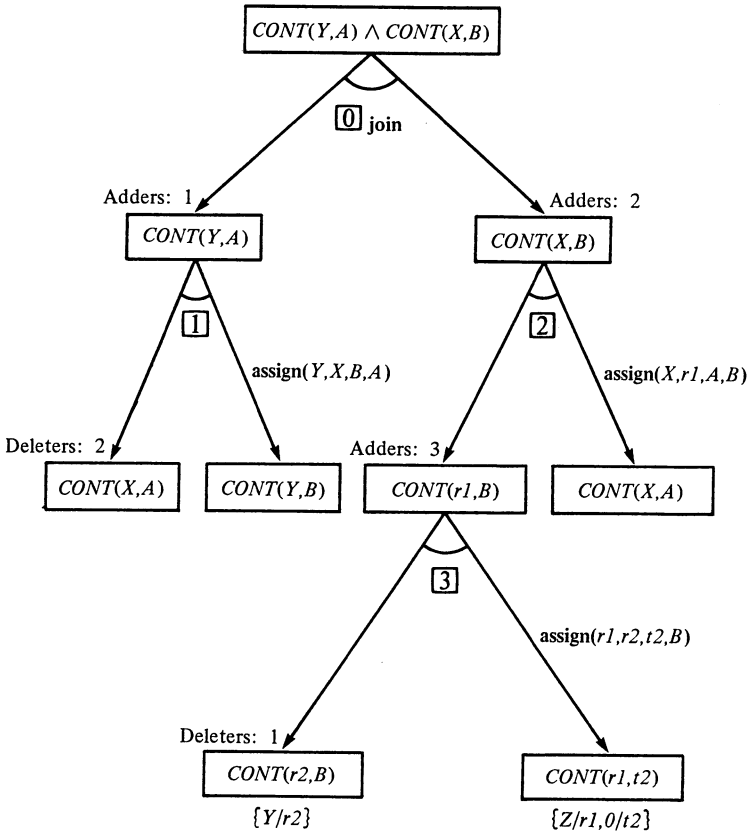 CONT(Y,A) ∧ CONT(X,B)
0 join
Adders: 1
Adders: 2
CONT(Y,A)
CONT(X,B)
1
2
assign(Y,X,B,A)
assign(X,r1,A,B)
Deleters: 2
Adders: 3
CONT(X,A)
CONT(Y,B)
CONT(r1,B)
CONT(X,A)
3
assign(r1,r2,t2,B)
Deleters: 1
CONT(r2,B)
CONT(r1,t2)
{Y/r2}
{Z/r1,0/t2}